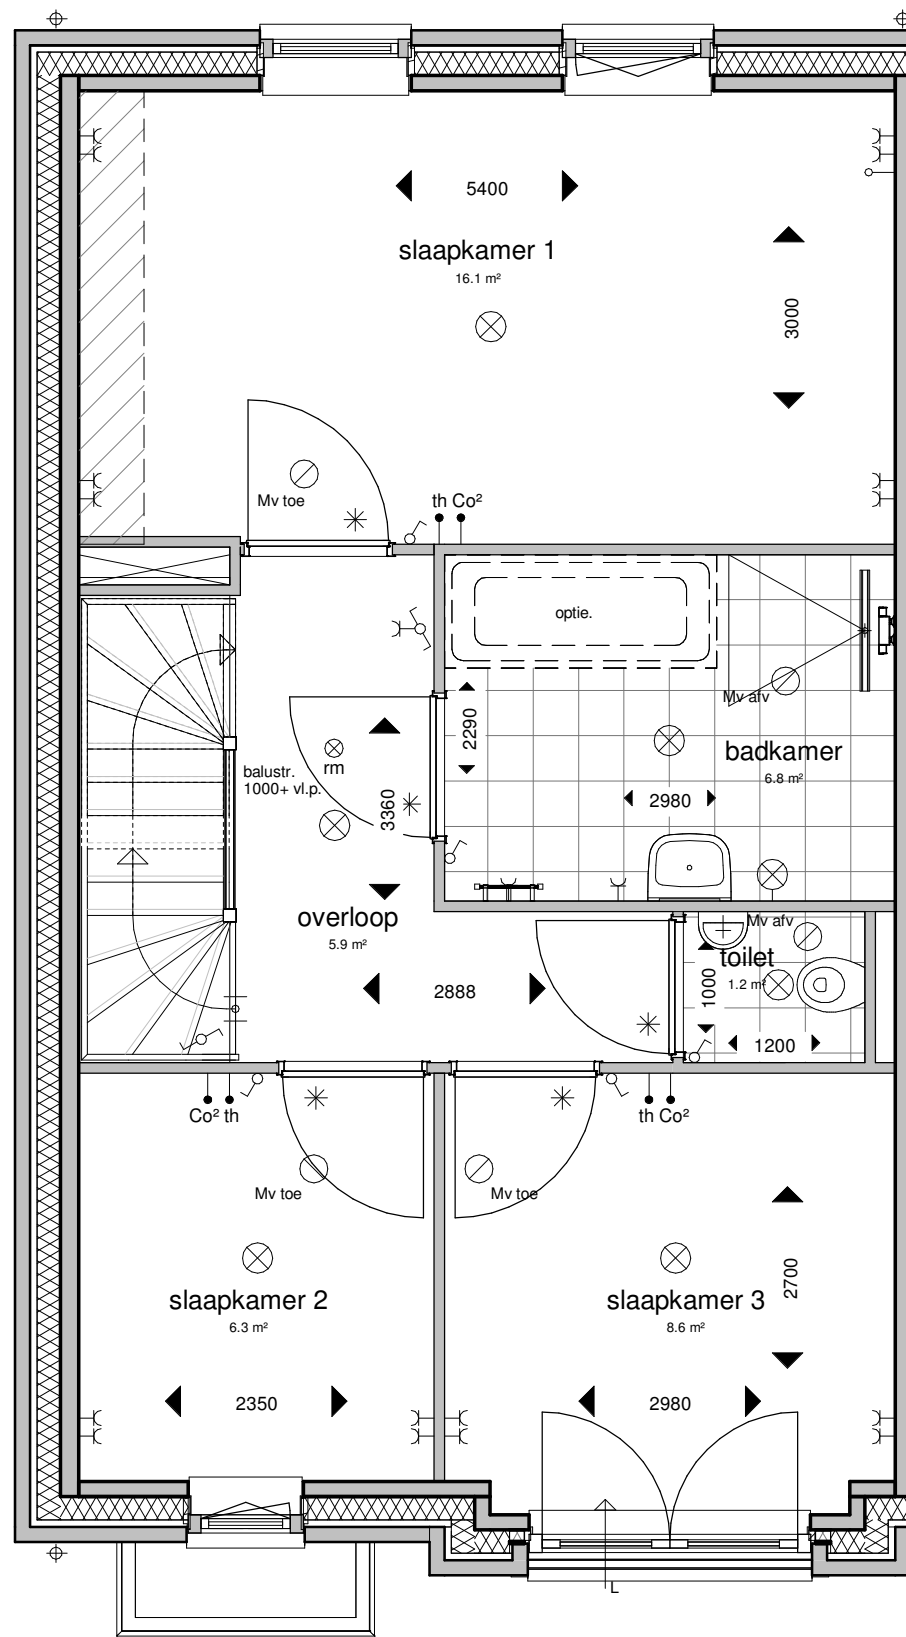 5400
slaapkamer 1
16.1 m²
3000
Mv toe
th Co²
optie.
Mv afv
2290
badkamer
6.8 m²
rm
balustr.
1000+ vl.p.
3360
2980
overloop
5.9 m²
Mv afv
toilet
1.2 m²
1000
2888
1200
Co² th
th Co²
Mv toe
Mv toe
2700
slaapkamer 2
6.3 m²
slaapkamer 3
8.6 m²
2350
2980
L